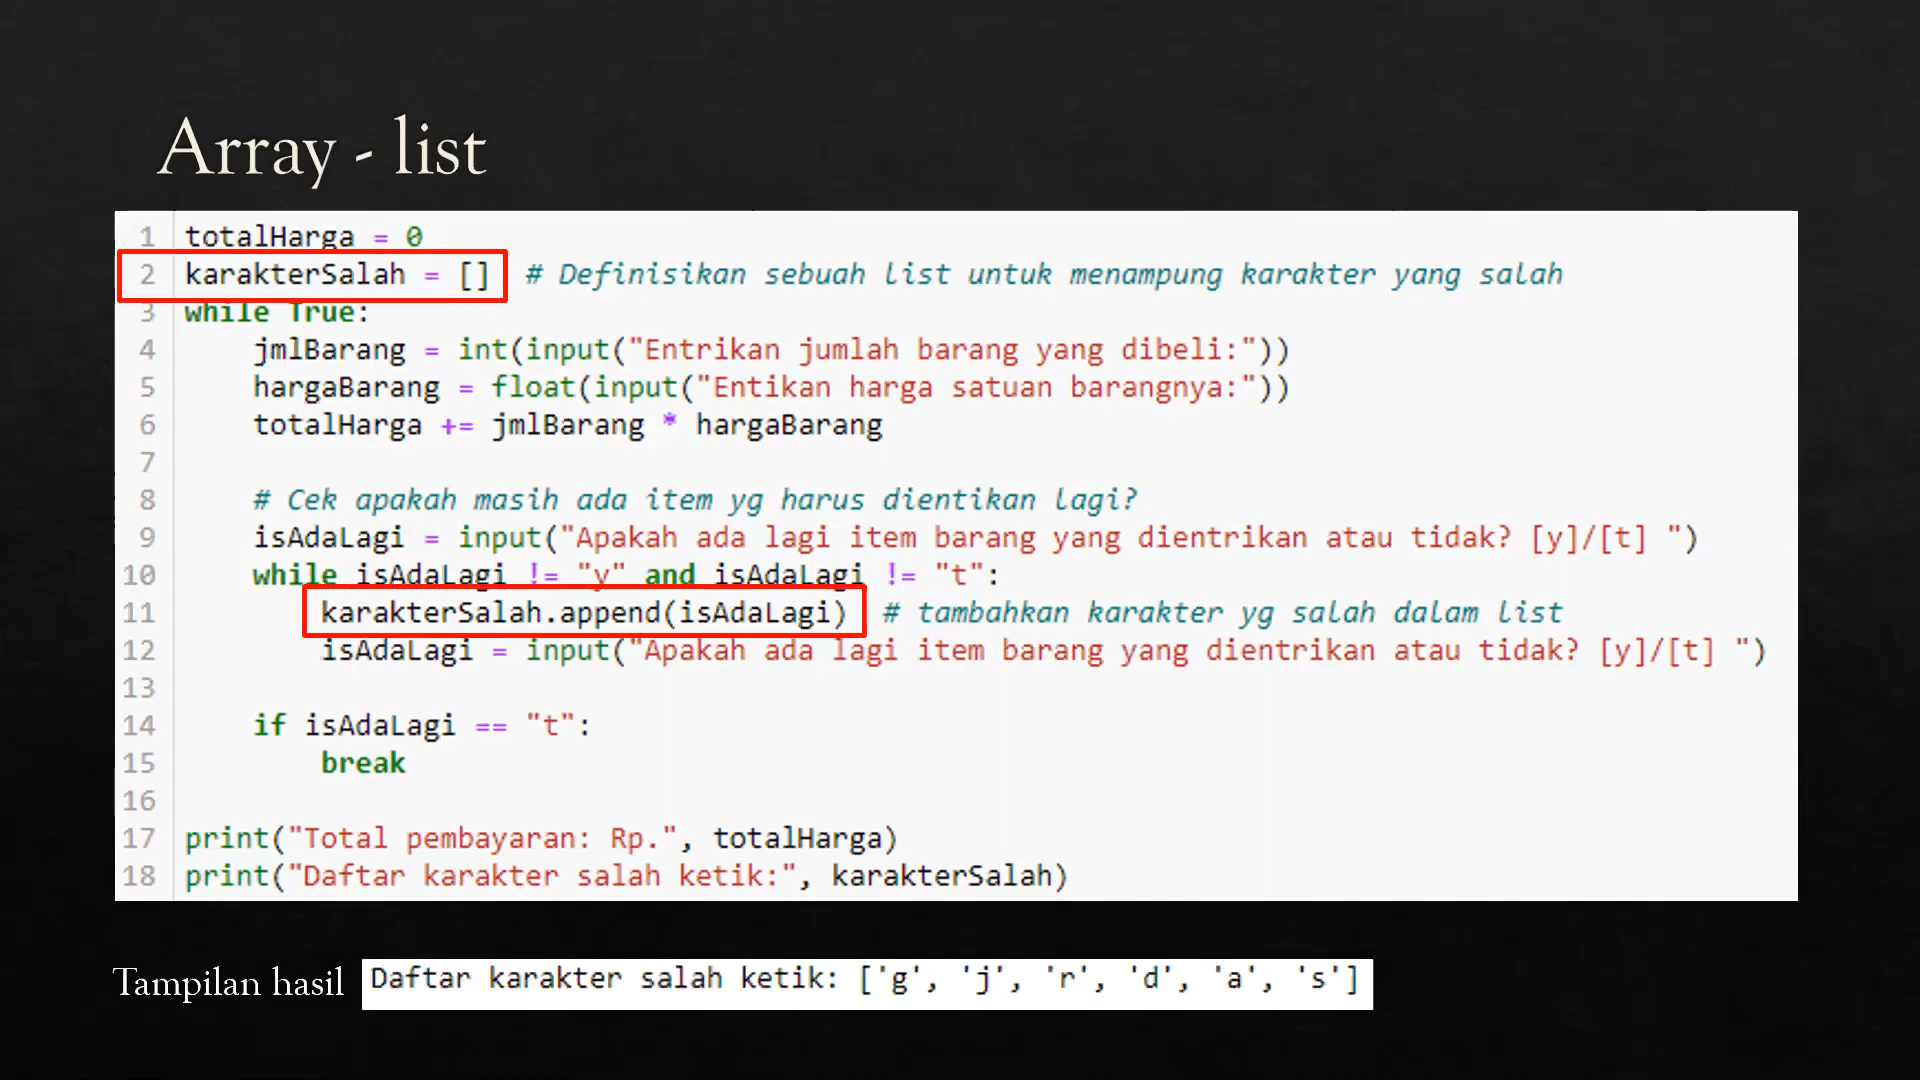 Array - list
1 totalHarga = 0
2 karakterSalah = [] # Definisikan sebuah list untuk menampung karakter yang salah
3 while True:
4     jmlBarang = int(input("Entrikan jumlah barang yang dibeli:"))
5     hargaBarang = float(input("Entikan harga satuan barangnya:"))
6     totalHarga += jmlBarang * hargaBarang
7
8     # Cek apakah masih ada item yg harus dientikan lagi?
9     isAdaLagi = input("Apakah ada lagi item barang yang dientrikan atau tidak? [y]/[t] ")
10     while isAdaLagi != "y" and isAdaLagi != "t":
11         karakterSalah.append(isAdaLagi) # tambahkan karakter yg salah dalam list
12         isAdaLagi = input("Apakah ada lagi item barang yang dientrikan atau tidak? [y]/[t] ")
13
14     if isAdaLagi == "t":
15         break
16
17 print("Total pembayaran: Rp.", totalHarga)
18 print("Daftar karakter salah ketik:", karakterSalah)
Tampilan hasil Daftar karakter salah ketik: ['g', 'j', 'r', 'd', 'a', 's']